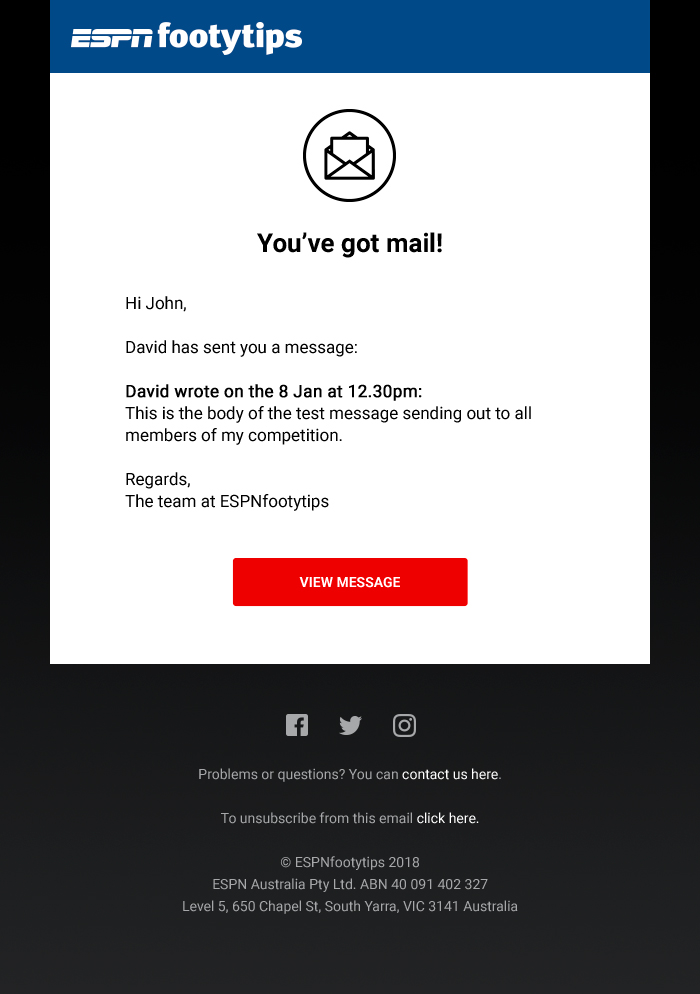 ESPN footytips
You’ve got mail!
Hi John,
David has sent you a message:
David wrote on the 8 Jan at 12.30pm:
This is the body of the test message sending out to all
members of my competition.
Regards,
The team at ESPNfootytips
VIEW MESSAGE
Problems or questions? You can contact us here.
To unsubscribe from this email click here.
© ESPNfootytips 2018
ESPN Australia Pty Ltd. ABN 40 091 402 327
Level 5, 650 Chapel St, South Yarra, VIC 3141 Australia